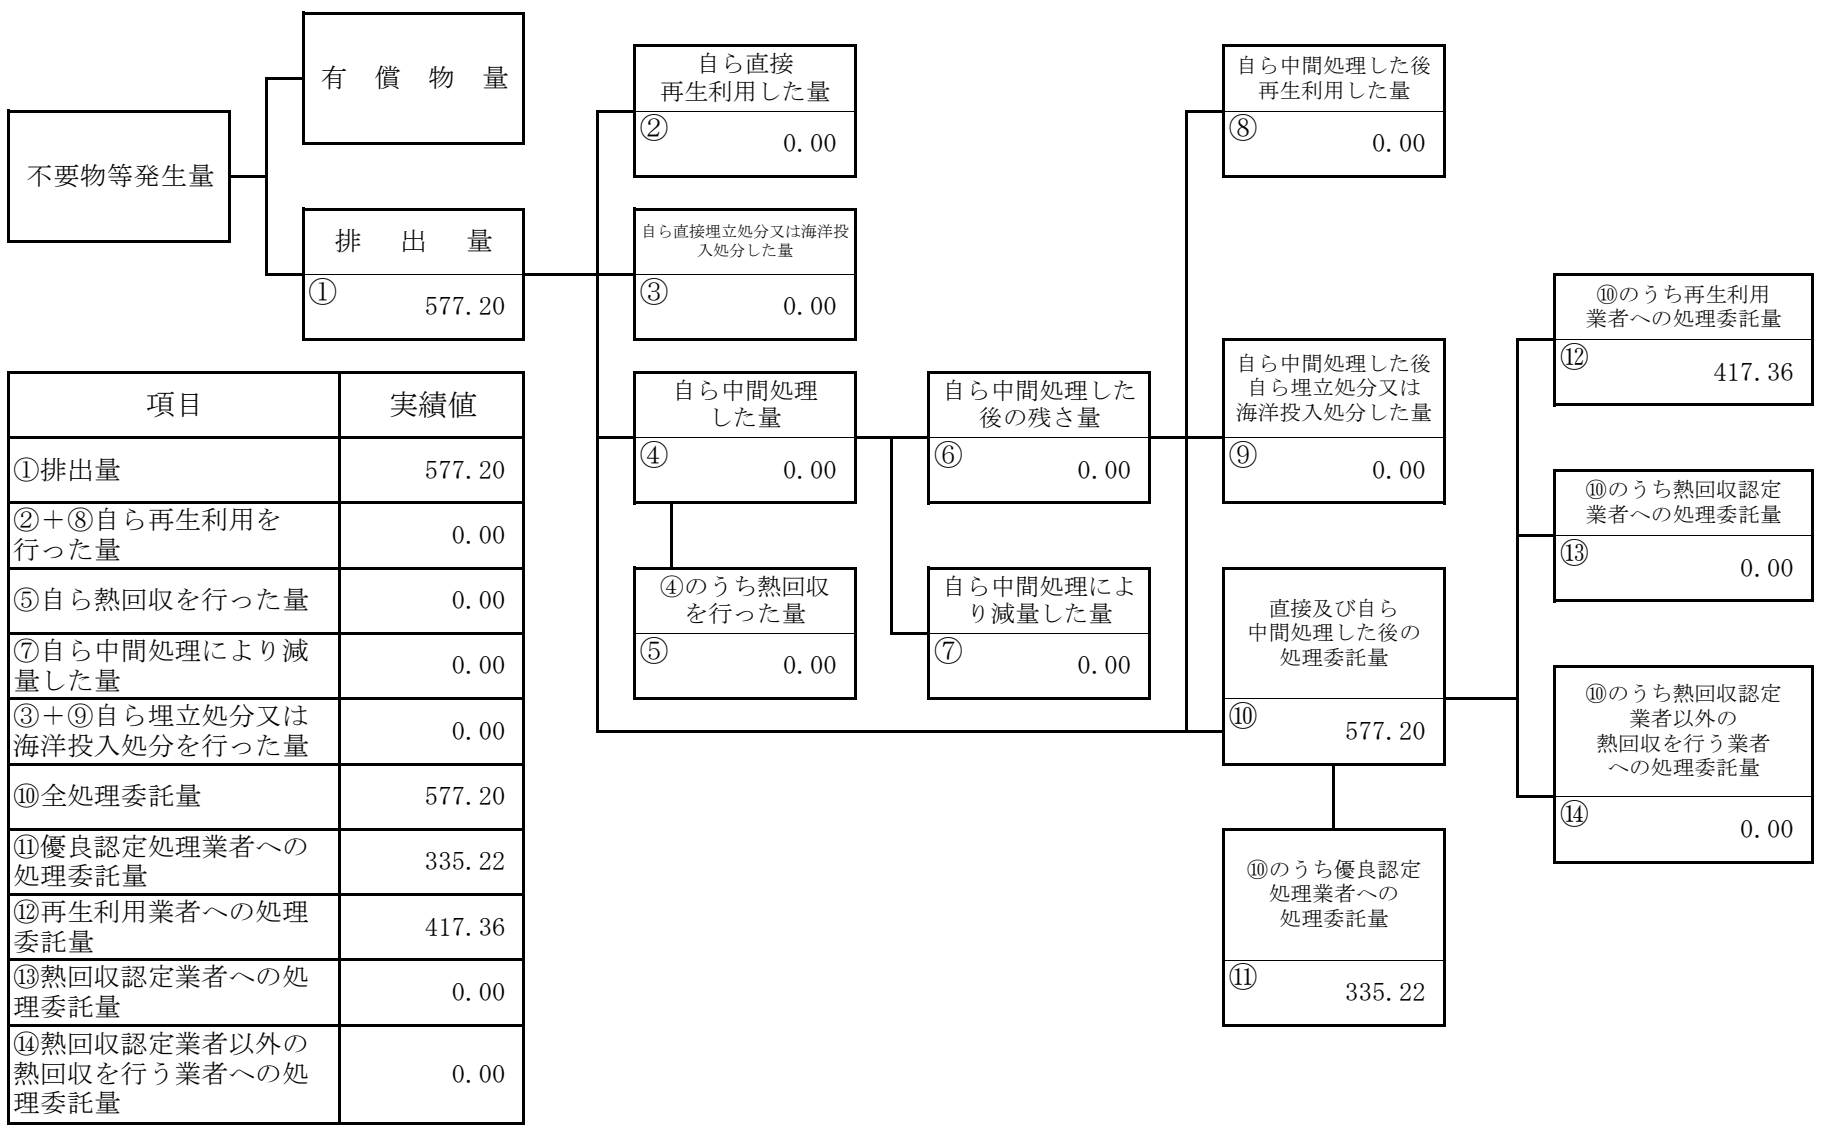 有 償 物 量
不要物等発生量
排 出 量
① 577.20
自ら直接
再生利用した量
② 0.00
自ら直接埋立処分又は海洋投
入処分した量
③ 0.00
自ら中間処理
した量
④ 0.00
④のうち熱回収
を行った量
⑤ 0.00
自ら中間処理した
後の残さ量
⑥ 0.00
自ら中間処理によ
り減量した量
⑦ 0.00
自ら中間処理した後
再生利用した量
⑧ 0.00
自ら中間処理した後
自ら埋立処分又は
海洋投入処分した量
⑨ 0.00
直接及び自ら
中間処理した後の
処理委託量
⑩ 577.20
⑩のうち優良認定
処理業者への
処理委託量
⑪ 335.22
⑩のうち再生利用
業者への処理委託量
⑫ 417.36
⑩のうち熱回収認定
業者への処理委託量
⑬ 0.00
⑩のうち熱回収認定
業者以外の
熱回収を行う業者
への処理委託量
⑭ 0.00
項目 実績値
①排出量 577.20
②＋⑧自ら再生利用を
行った量 0.00
⑤自ら熱回収を行った量 0.00
⑦自ら中間処理により減
量した量 0.00
③＋⑨自ら埋立処分又は
海洋投入処分を行った量 0.00
⑩全処理委託量 577.20
⑪優良認定処理業者への
処理委託量 335.22
⑫再生利用業者への処理
委託量 417.36
⑬熱回収認定業者への処
理委託量 0.00
⑭熱回収認定業者以外の
熱回収を行う業者への処
理委託量 0.00